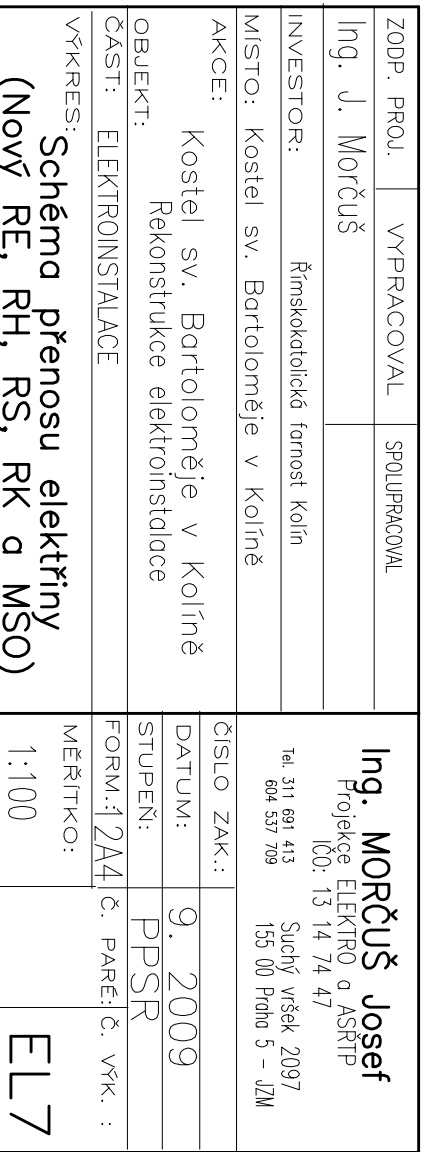 ZODP. PROJ. VYPRACOVAL SPOLUPRACOVAL
Ing. J. Morčuš
INVESTOR: Římskokatolická farnost Kolín
MÍSTO: Kostel sv. Bartoloměje v Kolíně
AKCE:
Kostel sv. Bartoloměje v Kolíně
Rekonstrukce elektroinstalace
OBJEKT:
ČÁST: ELEKTROINSTALACE
VÝKRES:
Schéma přenosu elektřiny
(Nový RE, RH, RS, RK a MSO)
Ing. MORČUŠ Josef
Projekce ELEKTRO a ASŘTP
IČO: 13 14 74 47
Tel. 311 691 413 Suchý vršek 2097
604 537 709 155 00 Praha 5 – JZM
ČÍSLO ZAK.:
DATUM: 9. 2009
STUPEŇ: PPSR
FORM.: 12A4 Č. PARÉ: Č. VÝK. :
MĚŘÍTKO:
1:100
EL7